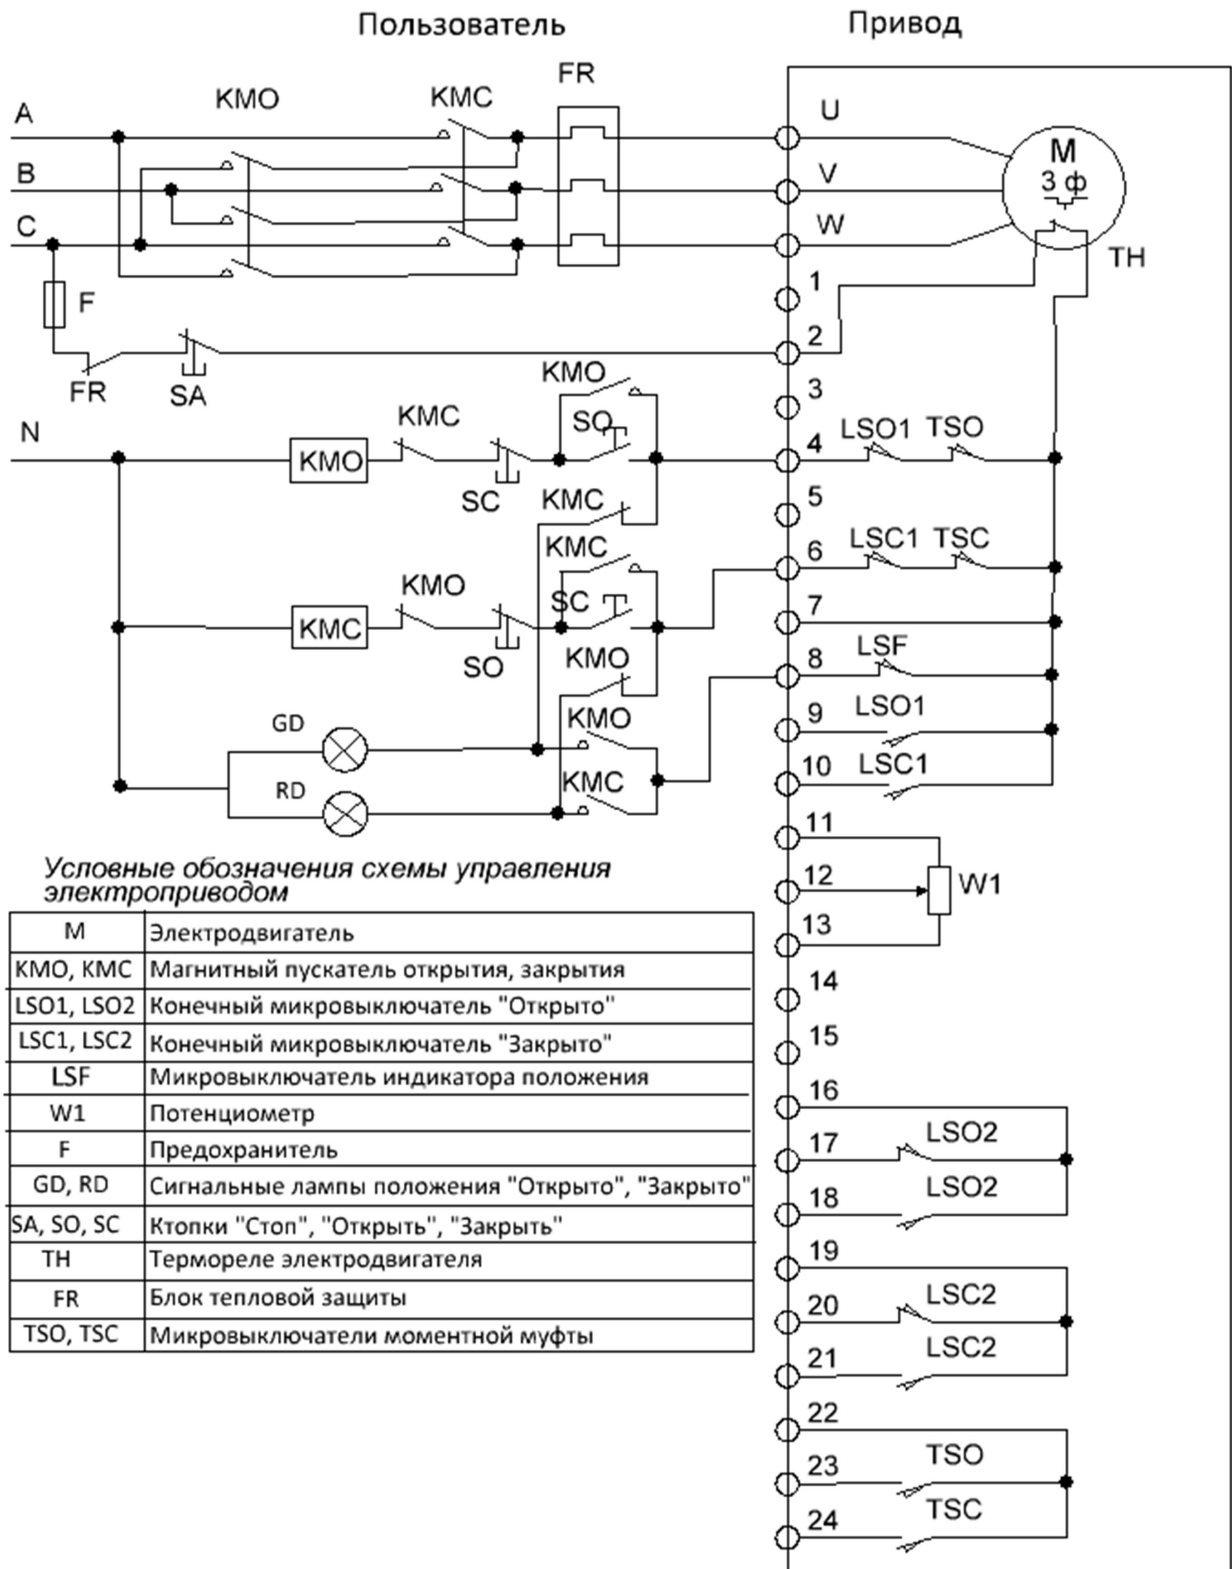 Пользователь
Привод
KMO
KMC
FR
A
B
C
U
V
W
M
3 ф
TH
F
FR
SA
1
2
3
KMO
N
KMO
KMC
SC
SO
4
LSO1
TSO
KMC
5
KMC
6
LSC1
TSC
KMC
KMO
SO
SC
7
KMO
8
LSF
GD
KMO
9
LSO1
RD
KMC
10
LSC1
11
12
W1
13
14
15
16
17
LSO2
18
LSO2
19
20
LSC2
21
LSC2
22
23
TSO
24
TSC
Условные обозначения схемы управления
электроприводом
M Электродвигатель
KMO, KMC Магнитный пускатель открытия, закрытия
LSO1, LSO2 Конечный микровыключатель "Открыто"
LSC1, LSC2 Конечный микровыключатель "Закрыто"
LSF Микровыключатель индикатора положения
W1 Потенциометр
F Предохранитель
GD, RD Сигнальные лампы положения "Открыто", "Закрыто"
SA, SO, SC Ктопки "Стоп", "Открыть", "Закрыть"
TH Термореле электродвигателя
FR Блок тепловой защиты
TSO, TSC Микровыключатели моментной муфты